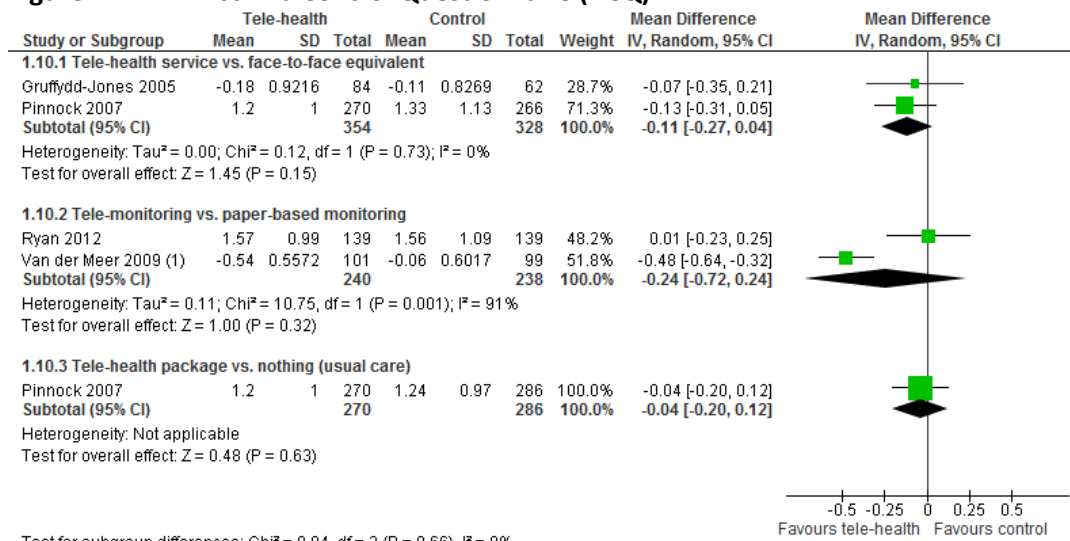 Tele-health Control Mean Difference Mean Difference
Study or Subgroup Mean SD Total Mean SD Total Weight IV, Random, 95% CI IV, Random, 95% CI
1.10.1 Tele-health service vs. face-to-face equivalent
Gruffydd-Jones 2005 -0.18 0.9216 84 -0.11 0.8269 62 28.7% -0.07 [-0.35, 0.21]
Pinnock 2007 1.2 1 270 1.33 1.13 266 71.3% -0.13 [-0.31, 0.05]
Subtotal (95% CI) 354 328 100.0% -0.11 [-0.27, 0.04]
Heterogeneity: Tau² = 0.00; Chi² = 0.12, df = 1 (P = 0.73); I² = 0%
Test for overall effect: Z = 1.45 (P = 0.15)
1.10.2 Tele-monitoring vs. paper-based monitoring
Ryan 2012 1.57 0.99 139 1.56 1.09 139 48.2% 0.01 [-0.23, 0.25]
Van der Meer 2009 (1) -0.54 0.5572 101 -0.06 0.6017 99 51.8% -0.48 [-0.64, -0.32]
Subtotal (95% CI) 240 238 100.0% -0.24 [-0.72, 0.24]
Heterogeneity: Tau² = 0.11; Chi² = 10.75, df = 1 (P = 0.001); I² = 91%
Test for overall effect: Z = 1.00 (P = 0.32)
1.10.3 Tele-health package vs. nothing (usual care)
Pinnock 2007 1.2 1 270 1.24 0.97 286 100.0% -0.04 [-0.20, 0.12]
Subtotal (95% CI) 270 286 100.0% -0.04 [-0.20, 0.12]
Heterogeneity: Not applicable
Test for overall effect: Z = 0.48 (P = 0.63)
-0.5 -0.25 0 0.25 0.5
Favours tele-health Favours control